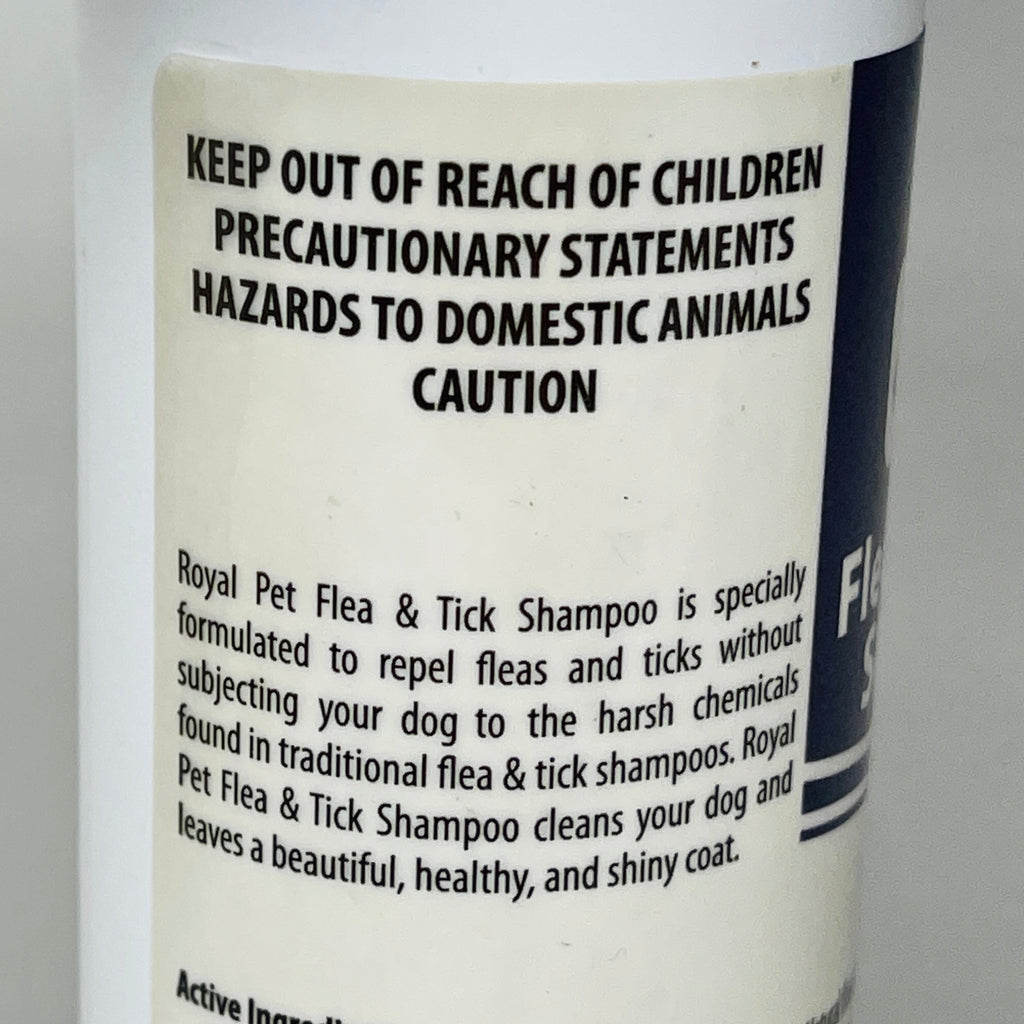 KEEP OUT OF REACH OF CHILDREN
PRECAUTIONARY STATEMENTS
HAZARDS TO DOMESTIC ANIMALS
CAUTION
Royal Pet Flea & Tick Shampoo is specially
formulated to repel fleas and ticks without
subjecting your dog to the harsh chemicals
found in traditional flea & tick shampoos. Royal
Pet Flea & Tick Shampoo cleans your dog and
leaves a beautiful, healthy, and shiny coat.
Active